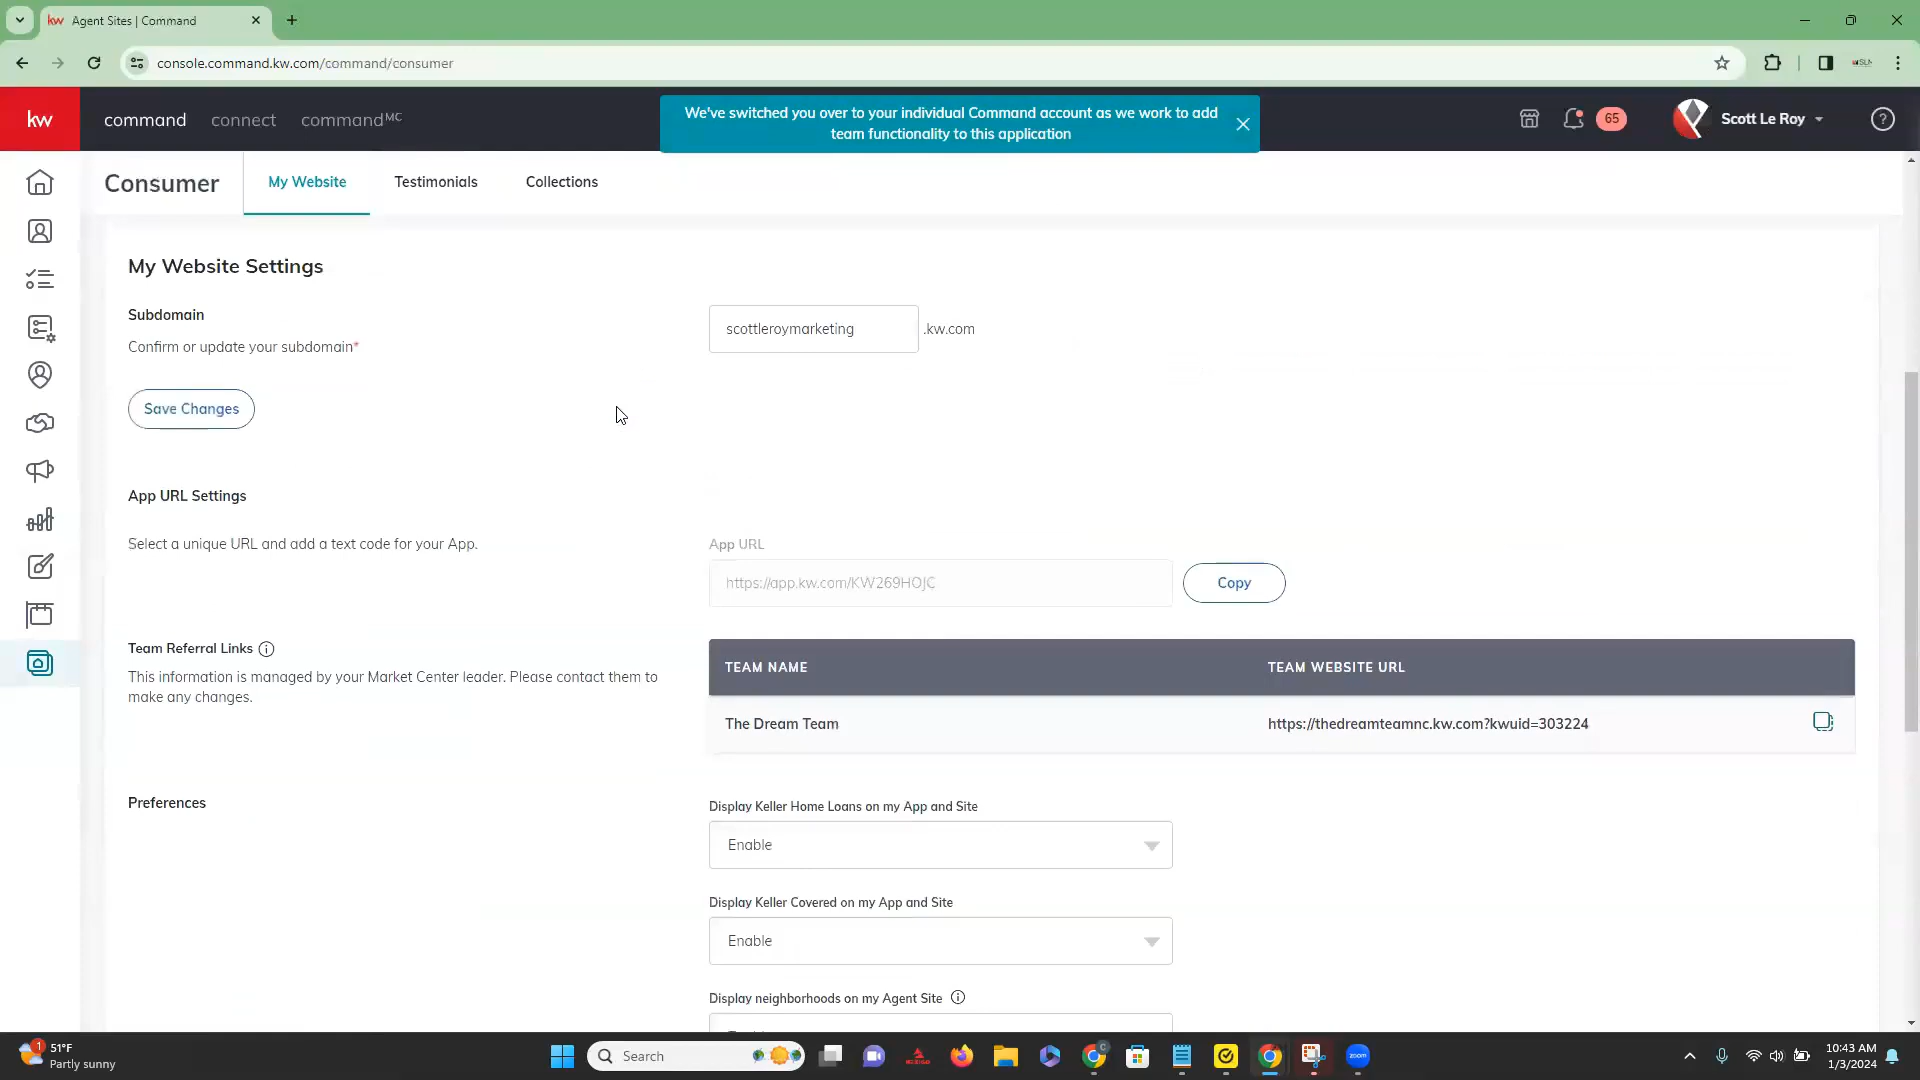 kw Agent Sites | Command
console.command.kw.com/command/consumer
SLM
kw command connect commandMC
We've switched you over to your individual Command account as we work to add
team functionality to this application
65 Scott Le Roy ?
Consumer My Website Testimonials Collections
My Website Settings
Subdomain
Confirm or update your subdomain*
scottleroymarketing .kw.com
Save Changes
App URL Settings
Select a unique URL and add a text code for your App.
App URL
https://app.kw.com/KW269HOJC
Copy
Team Referral Links
This information is managed by your Market Center leader. Please contact them to
make any changes.
TEAM NAME TEAM WEBSITE URL
The Dream Team https://thedreamteamnc.kw.com?kwuid=303224
Preferences
Display Keller Home Loans on my App and Site
Enable
Display Keller Covered on my App and Site
Enable
Display neighborhoods on my Agent Site
1 51°F
Partly sunny
Search
C
zoom
10:43 AM
1/3/2024